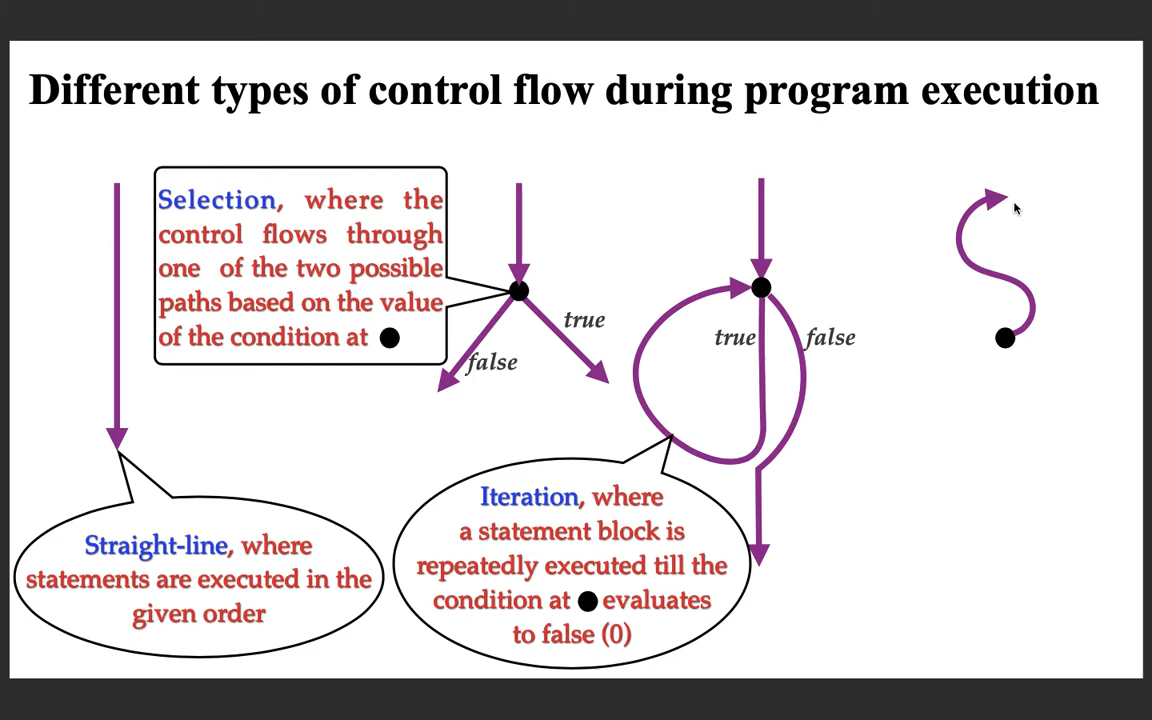 Different types of control flow during program execution
Selection, where the
control flows through
one of the two possible
paths based on the value
of the condition at
true
false
true
false
Straight-line, where
statements are executed in the
given order
Iteration, where
a statement block is
repeatedly executed till the
condition at evaluates
to false (0)